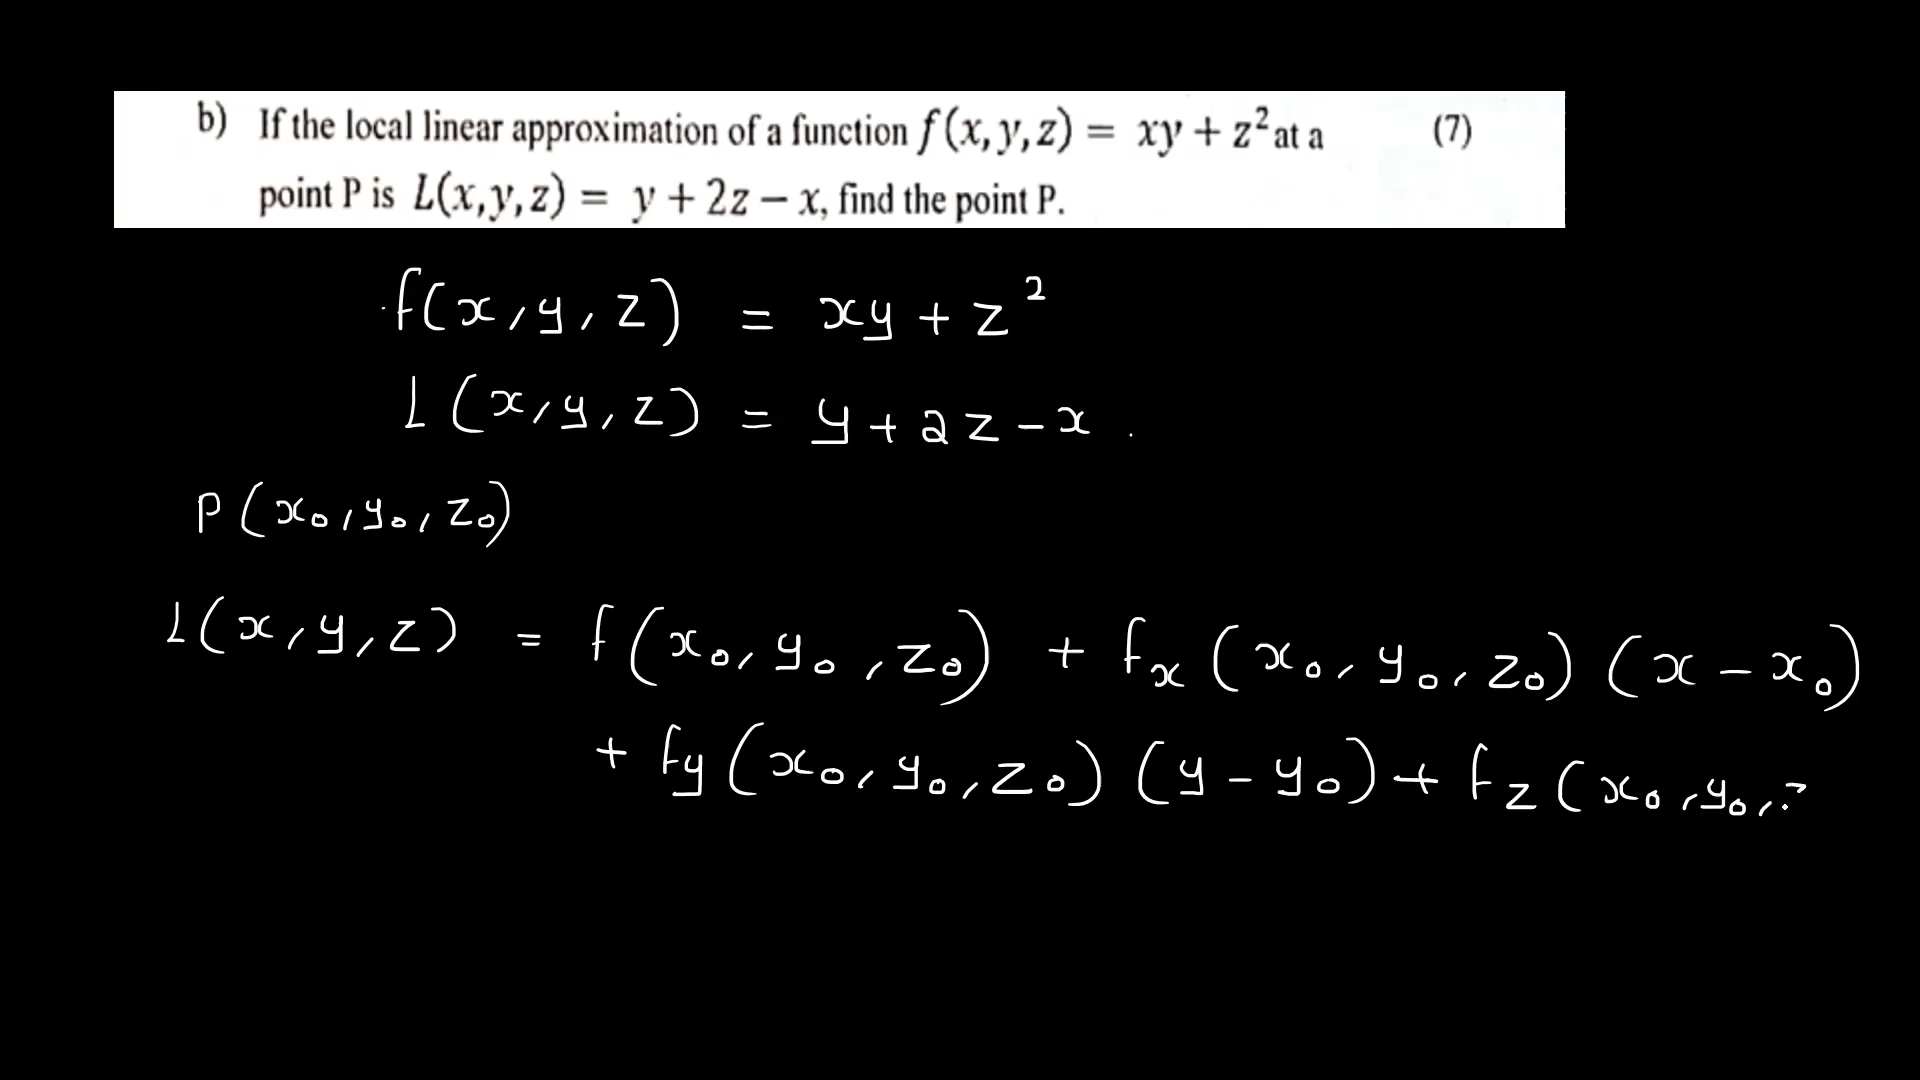 b) If the local linear approximation of a function f(x, y, z) = xy + z² at a (7)
point P is L(x, y, z) = y + 2z − x, find the point P.
f(x, y, z) = xy + z²
L(x, y, z) = y + 2z − x
P(x₀, y₀, z₀)
L(x, y, z) = f(x₀, y₀, z₀) + fₓ(x₀, y₀, z₀)(x − x₀)
+ fy(x₀, y₀, z₀)(y − y₀) + fz(x₀, y₀,